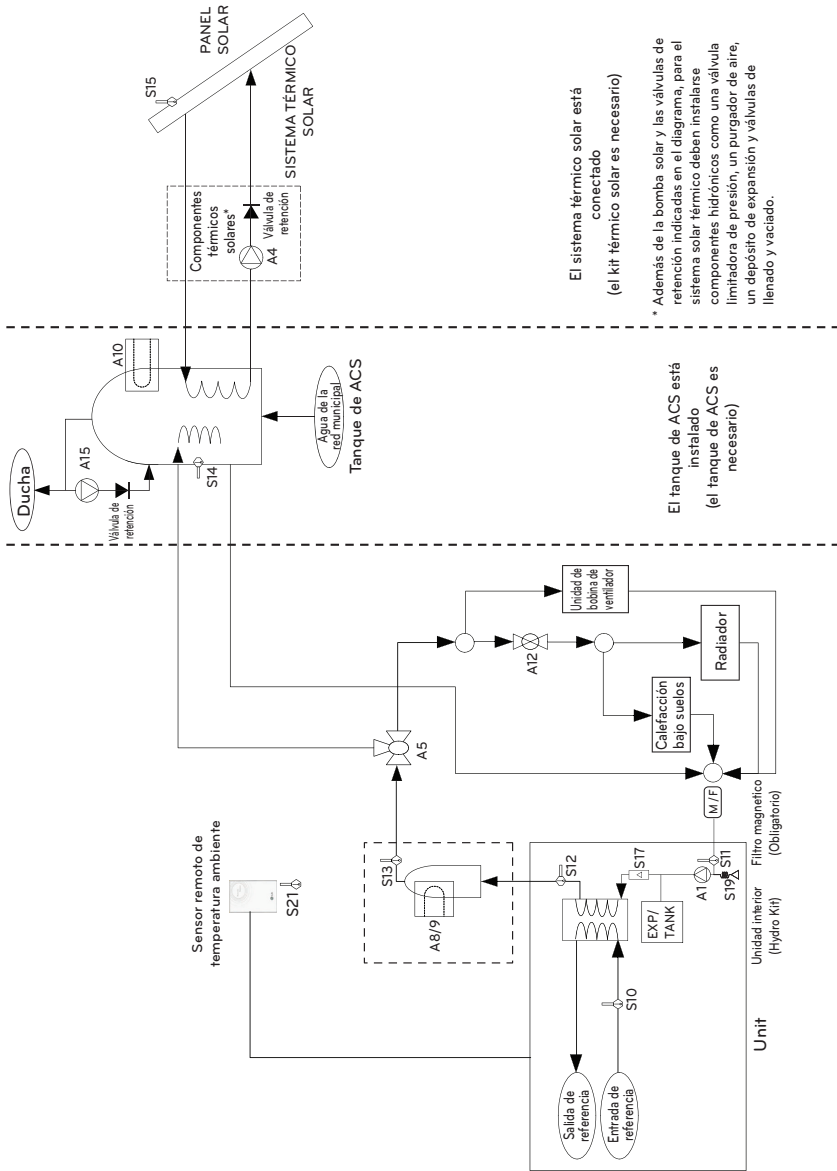 PANEL
SOLAR
S15
SISTEMA TÉRMICO
SOLAR
Componentes
térmicos
solares*
Válvula de
retención
A4
El sistema térmico solar está
conectado
(el kit térmico solar es necesario)
* Además de la bomba solar y las válvulas de
retención indicadas en el diagrama, para el
sistema solar térmico deben instalarse
componentes hidrónicos como una válvula
limitadora de presión, un purgador de aire,
un depósito de expansión y válvulas de
llenado y vaciado.
Ducha
A15
Válvula de
retención
A10
S14
Agua de la
red municipal
Tanque de ACS
El tanque de ACS está
instalado
(el tanque de ACS es
necesario)
Sensor remoto de
temperatura ambiente
S21
S13
A8/9
A5
A12
Unidad de
bobina de
ventilador
Radiador
Calefacción
bajo suelos
M/F
Filtro magnetico
(Obligatorio)
S12
S17
EXP/
TANK
A1
S11
S19
S10
Salida de
referencia
Entrada de
referencia
Unidad interior
(Hydro Kit)
Unit